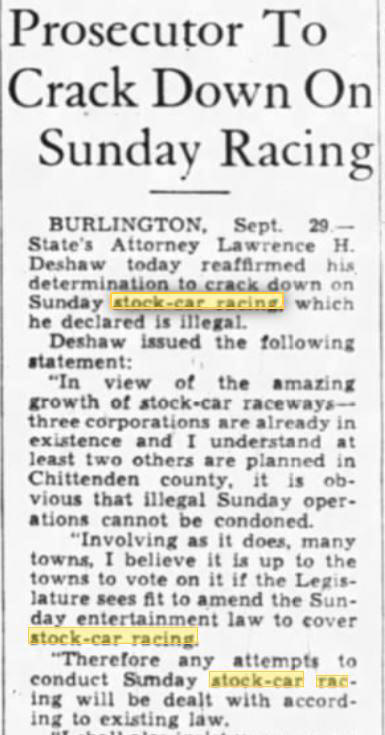 Prosecutor To
Crack Down On
Sunday Racing
BURLINGTON, Sept. 29.—
State's Attorney Lawrence H.
Deshaw today reaffirmed his
determination to crack down on
Sunday stock-car racing, which
he declared is illegal.
Deshaw issued the following
statement:
"In view of the amazing
growth of stock-car raceways—
three corporations are already in
existence and I understand at
least two others are planned in
Chittenden county, it is ob-
vious that illegal Sunday oper-
ations cannot be condoned.
"Involving as it does, many
towns, I believe it is up to the
towns to vote on it if the Legis-
lature sees fit to amend the Sun-
day entertainment law to cover
stock-car racing.
"Therefore any attempts to
conduct Sunday stock-car rac-
ing will be dealt with accord-
ing to existing law.